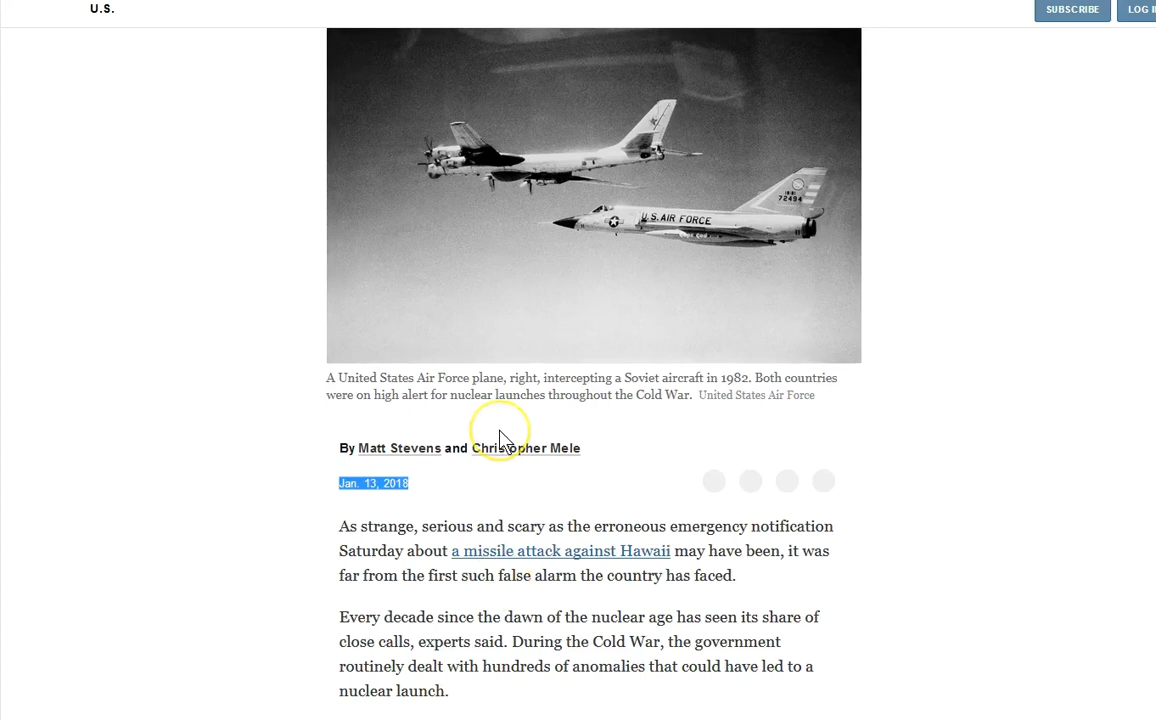 U.S.
SUBSCRIBE
LOG I
72494
U.S. AIR FORCE
A United States Air Force plane, right, intercepting a Soviet aircraft in 1982. Both countries
were on high alert for nuclear launches throughout the Cold War. United States Air Force
By Matt Stevens and Christopher Mele
Jan. 13, 2018
As strange, serious and scary as the erroneous emergency notification
Saturday about a missile attack against Hawaii may have been, it was
far from the first such false alarm the country has faced.
Every decade since the dawn of the nuclear age has seen its share of
close calls, experts said. During the Cold War, the government
routinely dealt with hundreds of anomalies that could have led to a
nuclear launch.